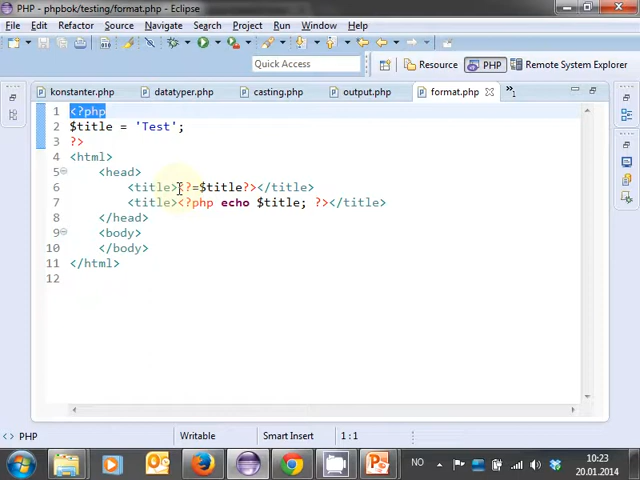 PHP - phpbok/testing/format.php - Eclipse
File Edit Refactor Source Navigate Search Project Run Window Help
Quick Access
Resource PHP Remote System Explorer
konstanter.php datatyper.php casting.php output.php format.php »1
1 <?php
2 $title = 'Test';
3 ?>
4 <html>
5 <head>
6 <title><?=$title?></title>
7 <title><?php echo $title; ?></title>
8 </head>
9 <body>
10 </body>
11 </html>
12
PHP Writable Smart Insert 1 : 1
NO 10:23
20.01.2014